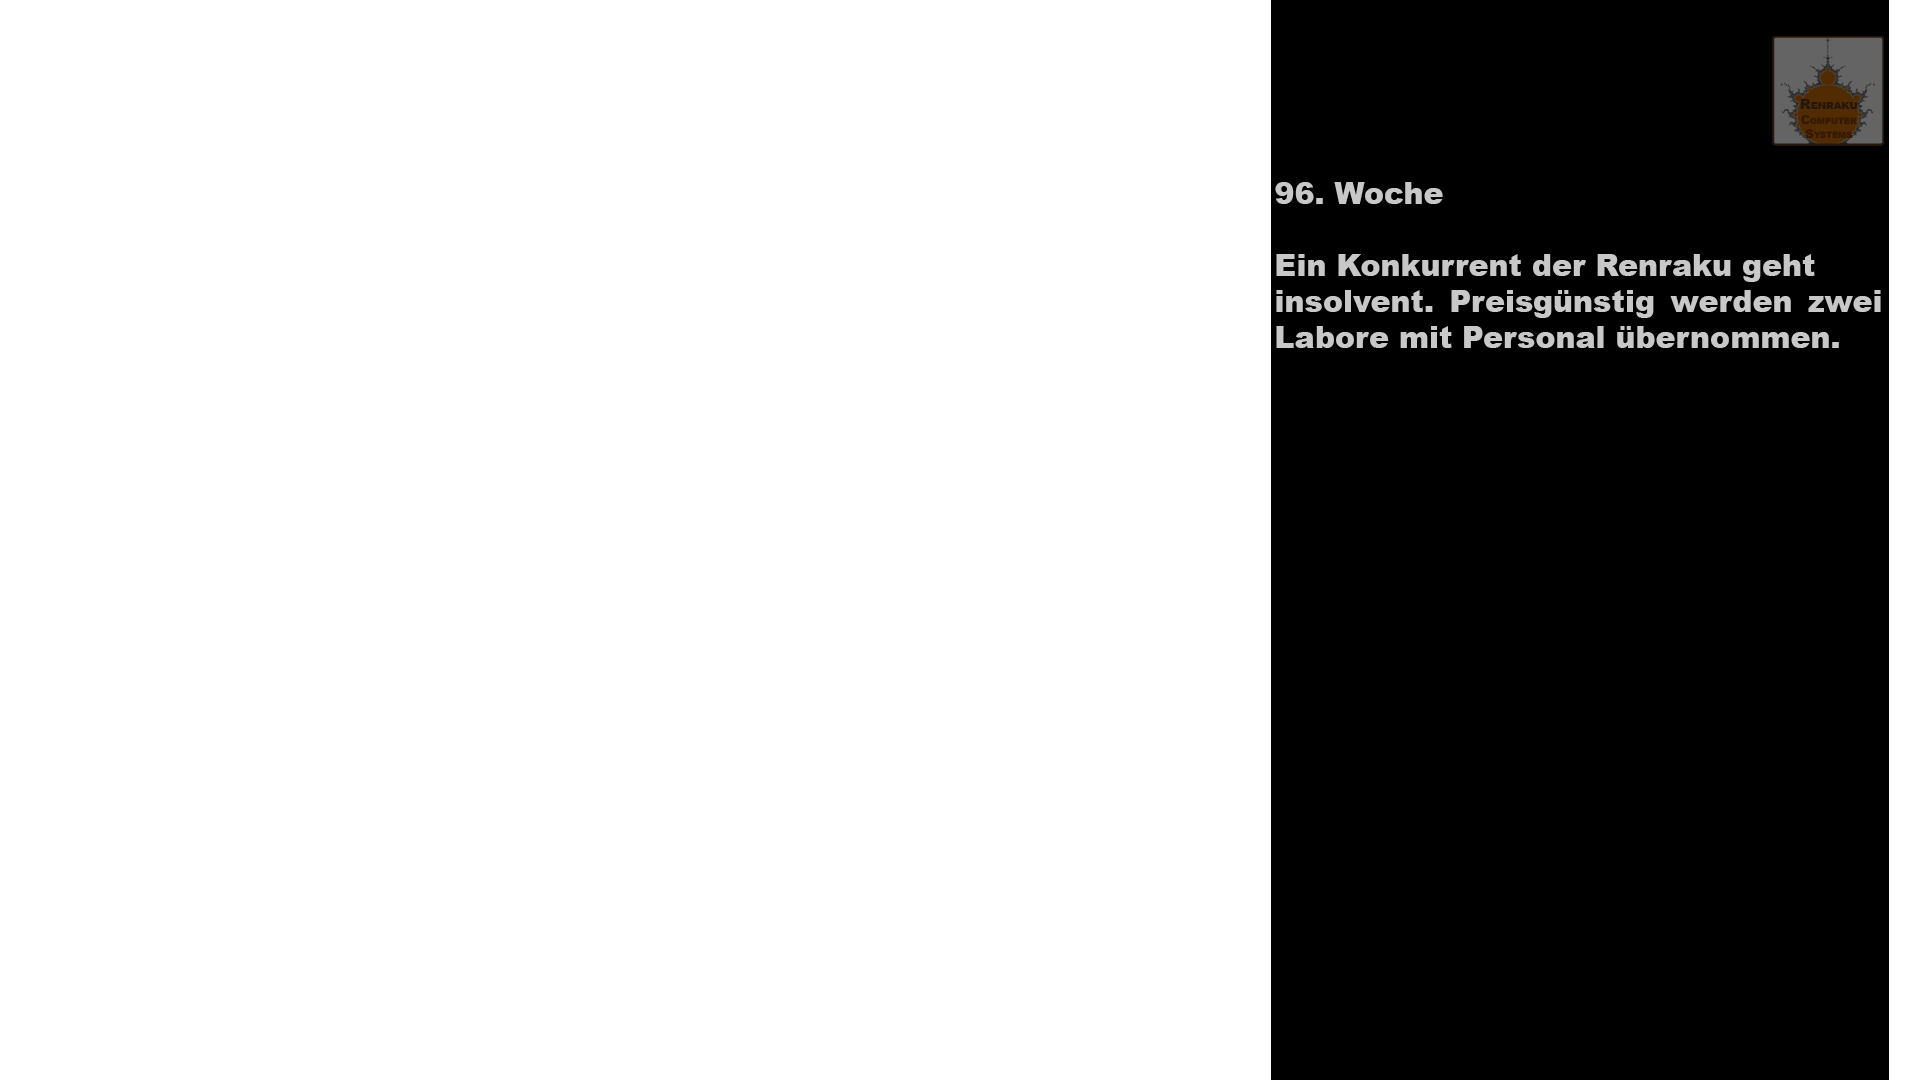 Renraku
Computer
Systems
96. Woche
Ein Konkurrent der Renraku geht
insolvent. Preisgünstig werden zwei
Labore mit Personal übernommen.